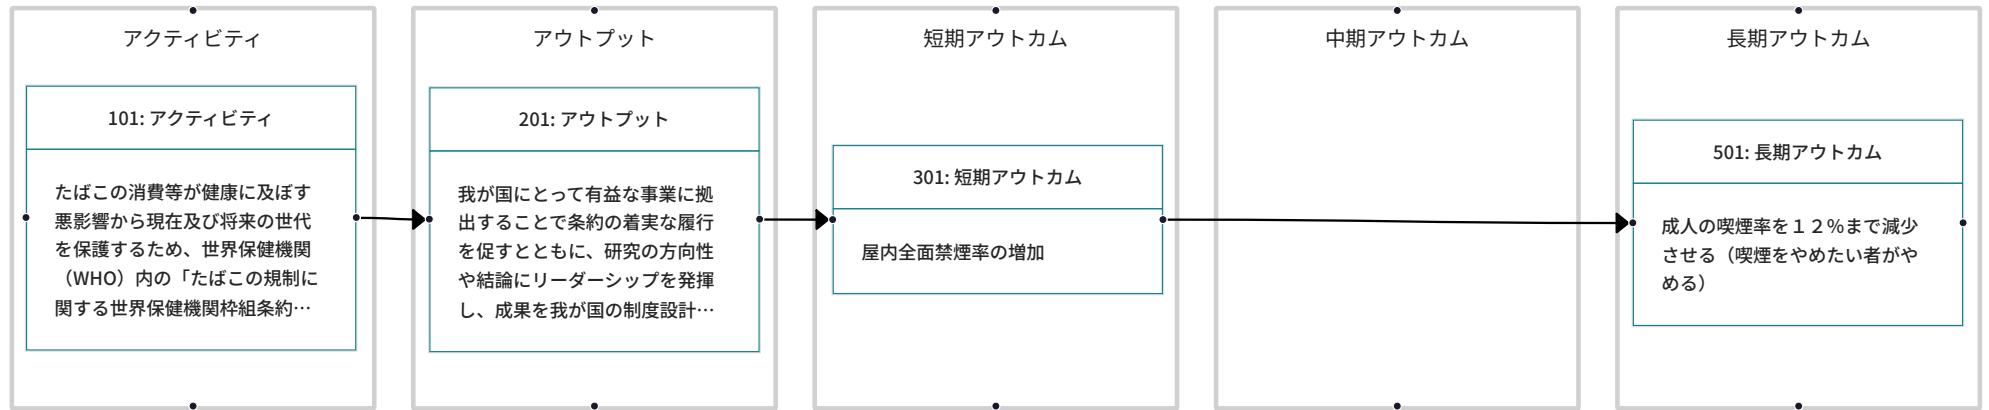 アクティビティ
アウトプット
短期アウトカム
中期アウトカム
長期アウトカム
101: アクティビティ
たばこの消費等が健康に及ぼす
悪影響から現在及び将来の世代
を保護するため、世界保健機関
（WHO）内の「たばこの規制に
関する世界保健機関枠組条約…
201: アウトプット
我が国にとって有益な事業に拠
出することで条約の着実な履行
を促すとともに、研究の方向性
や結論にリーダーシップを発揮
し、成果を我が国の制度設計…
301: 短期アウトカム
屋内全面禁煙率の増加
501: 長期アウトカム
成人の喫煙率を１２％まで減少
させる（喫煙をやめたい者がや
める）